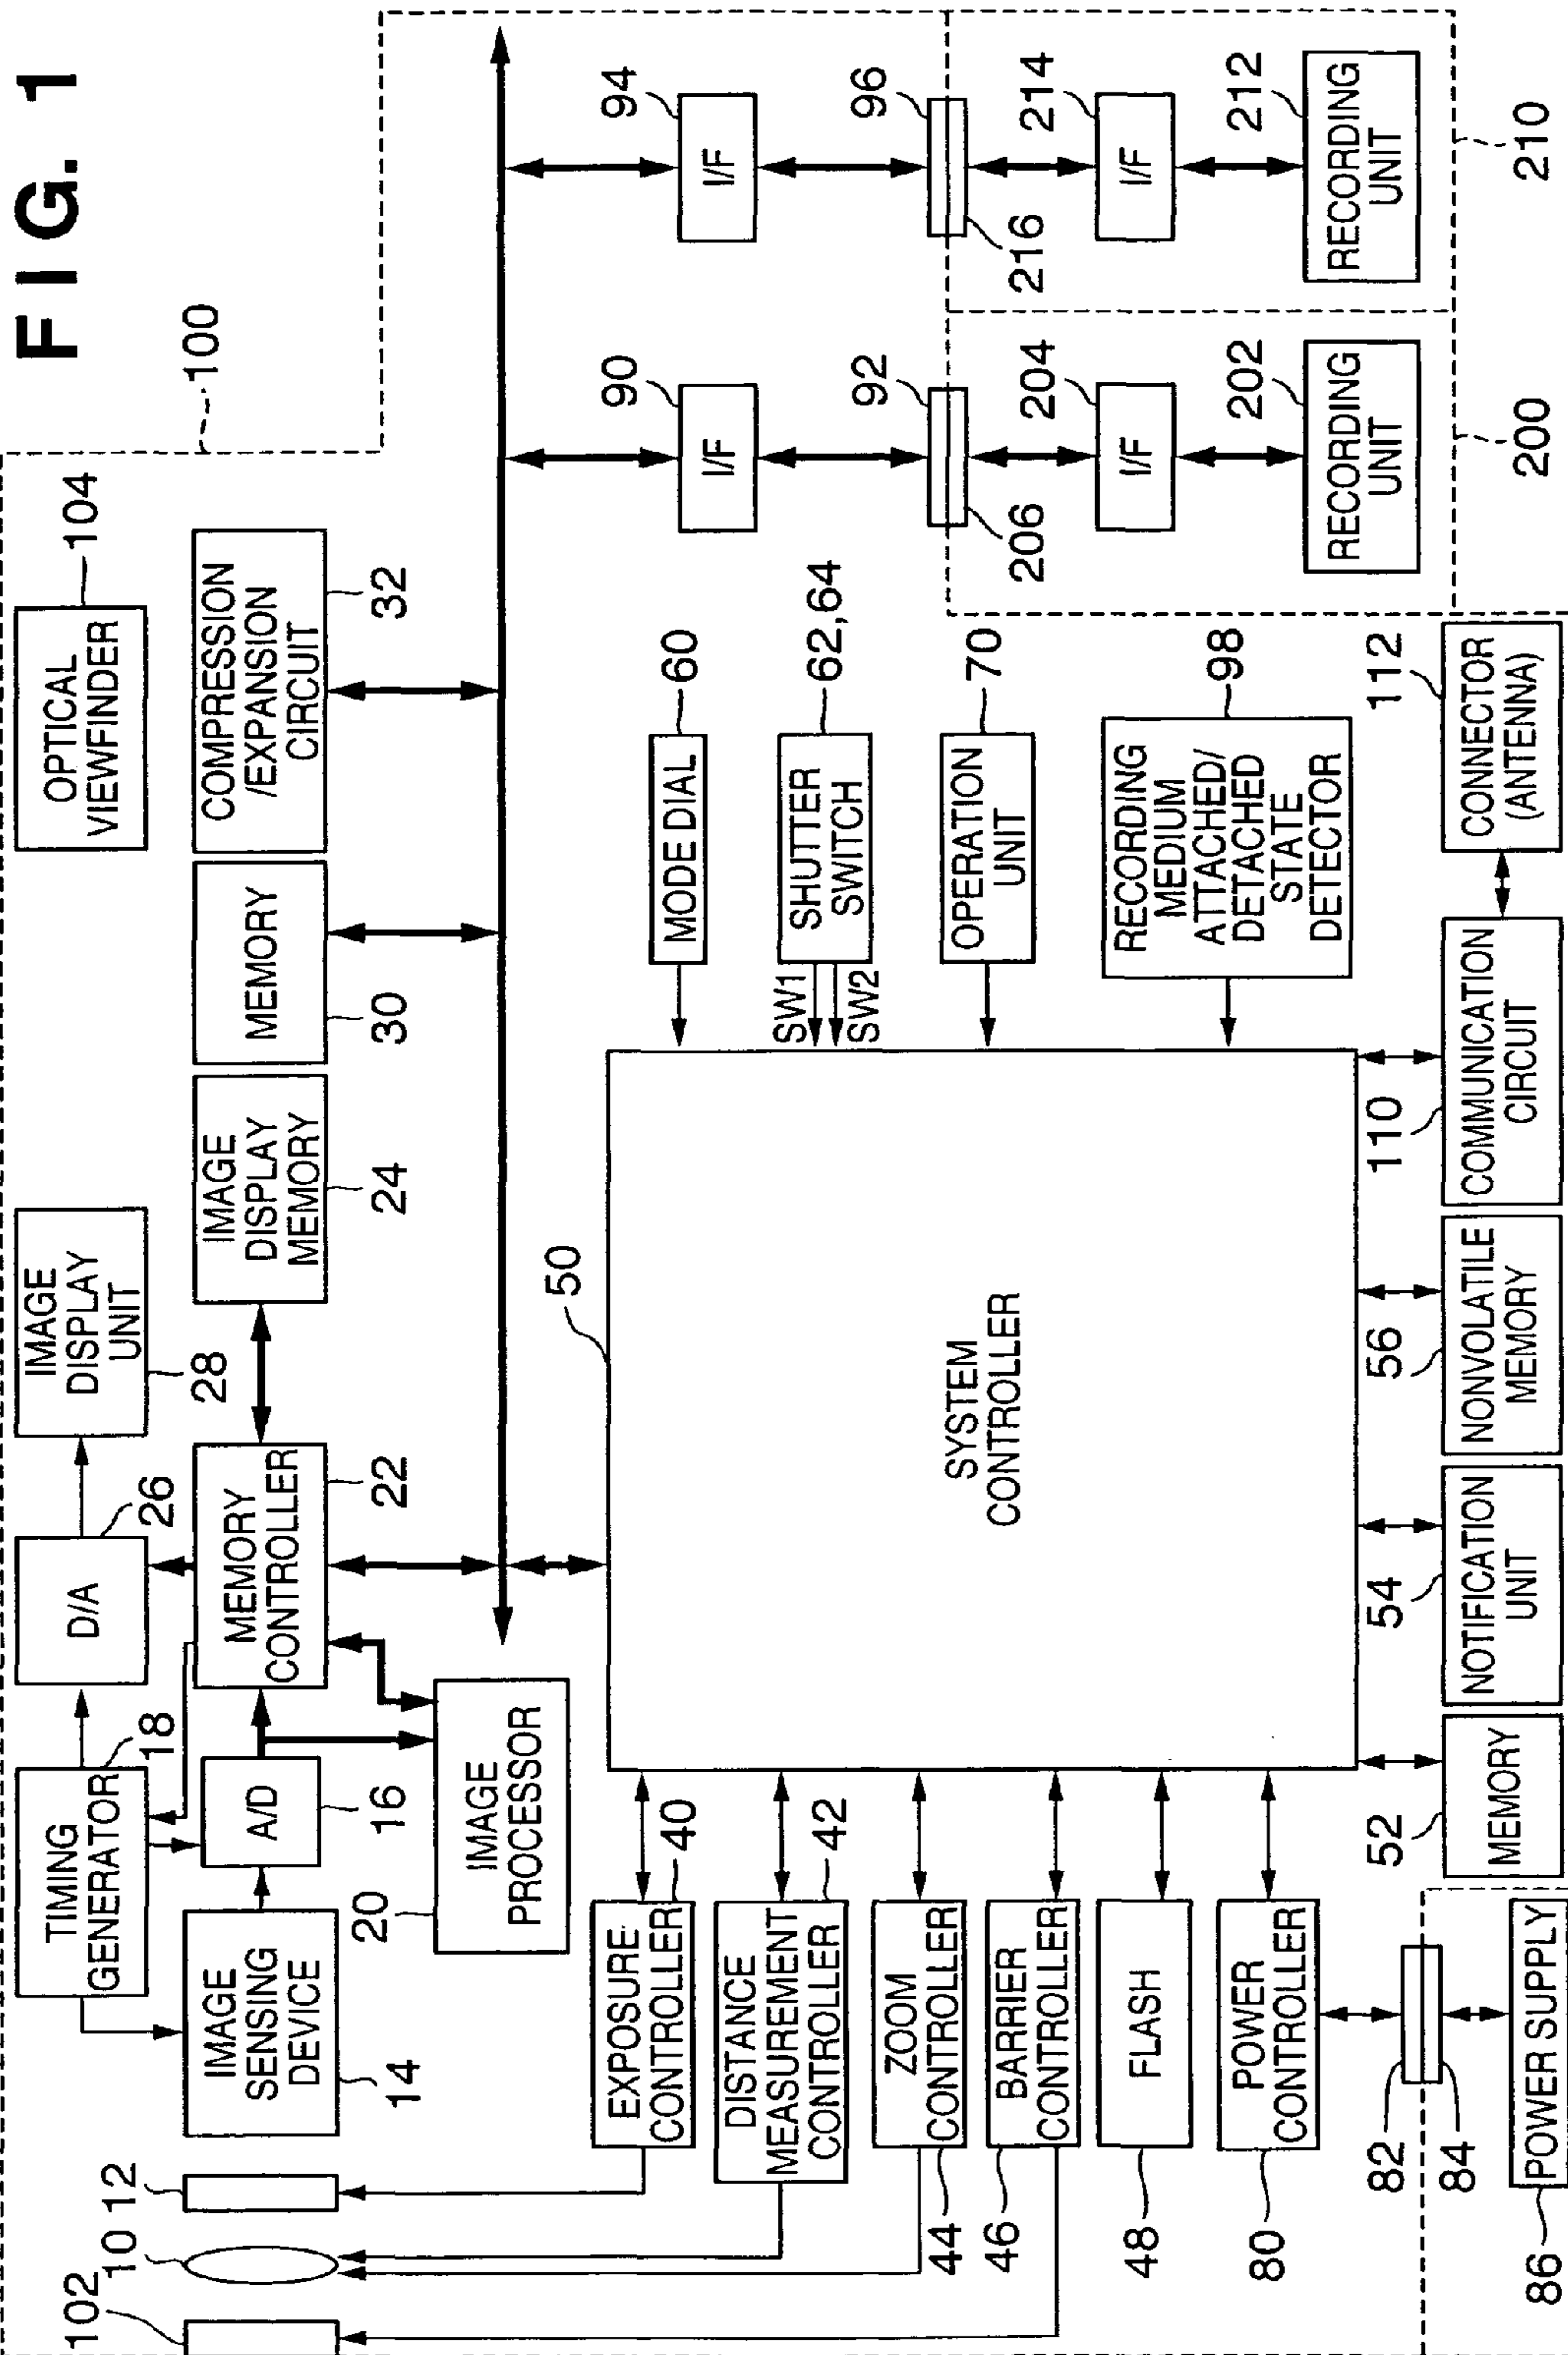 FIG. 1
100
102
10
12
IMAGE
SENSING
DEVICE
14
TIMING
GENERATOR
18
A/D
16
D/A
26
IMAGE
DISPLAY
UNIT
28
OPTICAL
VIEWFINDER
104
MEMORY
CONTROLLER
22
IMAGE
DISPLAY
MEMORY
24
MEMORY
30
COMPRESSION
/EXPANSION
CIRCUIT
32
20
IMAGE
PROCESSOR
EXPOSURE
CONTROLLER
40
DISTANCE
MEASUREMENT
CONTROLLER
42
ZOOM
CONTROLLER
44
BARRIER
CONTROLLER
46
FLASH
48
POWER
CONTROLLER
80
82
84
86
POWER SUPPLY
50
SYSTEM
CONTROLLER
MODE DIAL
60
SHUTTER
SWITCH
62,64
SW1
SW2
OPERATION
UNIT
70
RECORDING
MEDIUM
ATTACHED/
DETACHED
STATE
DETECTOR
98
52
MEMORY
54
NOTIFICATION
UNIT
56
NONVOLATILE
MEMORY
110
COMMUNICATION
CIRCUIT
112
CONNECTOR
(ANTENNA)
90
I/F
92
206
204
I/F
202
RECORDING
UNIT
200
94
I/F
96
216
214
I/F
212
RECORDING
UNIT
210